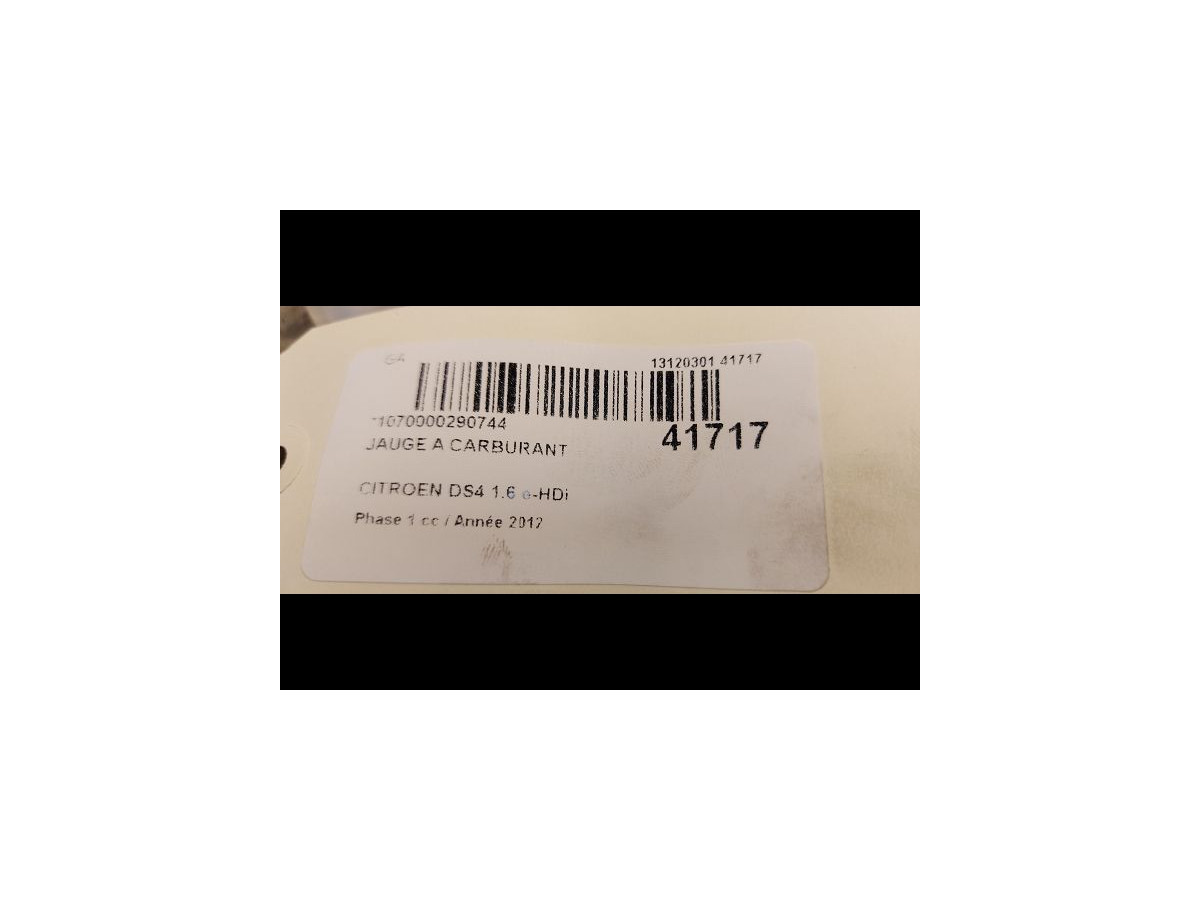 13120301 41717
*1070000290744
41717
JAUGE A CARBURANT
CITROEN DS4 1.6 e-HDi
Phase 1 cc / Année 2012